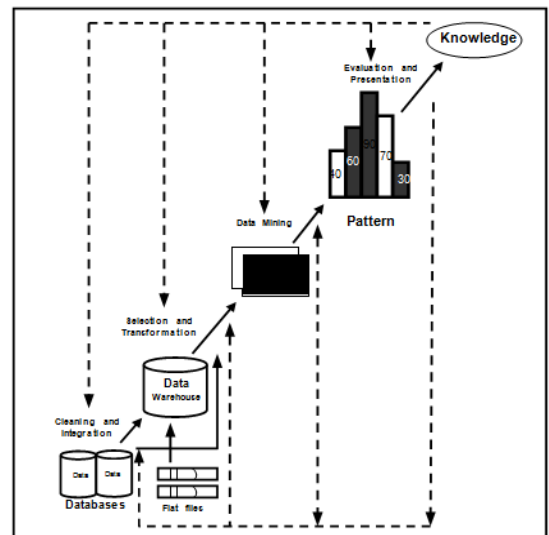 Knowledge
Evaluation and
Presentation
40
60
90
70
30
Pattern
Data Mining
Selection and
Transformation
Data
Warehouse
Cleaning and
Integration
Data
Data
Databases
Flat files